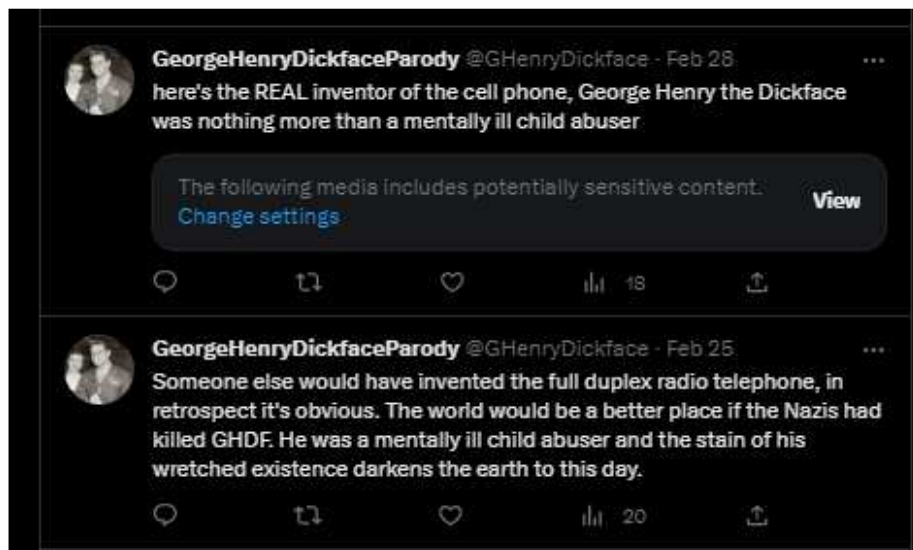 GeorgeHenryDickfaceParody @GHenryDickface · Feb 28 ...
here's the REAL inventor of the cell phone, George Henry the Dickface
was nothing more than a mentally ill child abuser
The following media includes potentially sensitive content.
Change settings
View
18
GeorgeHenryDickfaceParody @GHenryDickface · Feb 25 ...
Someone else would have invented the full duplex radio telephone, in
retrospect it's obvious. The world would be a better place if the Nazis had
killed GHDF. He was a mentally ill child abuser and the stain of his
wretched existence darkens the earth to this day.
20